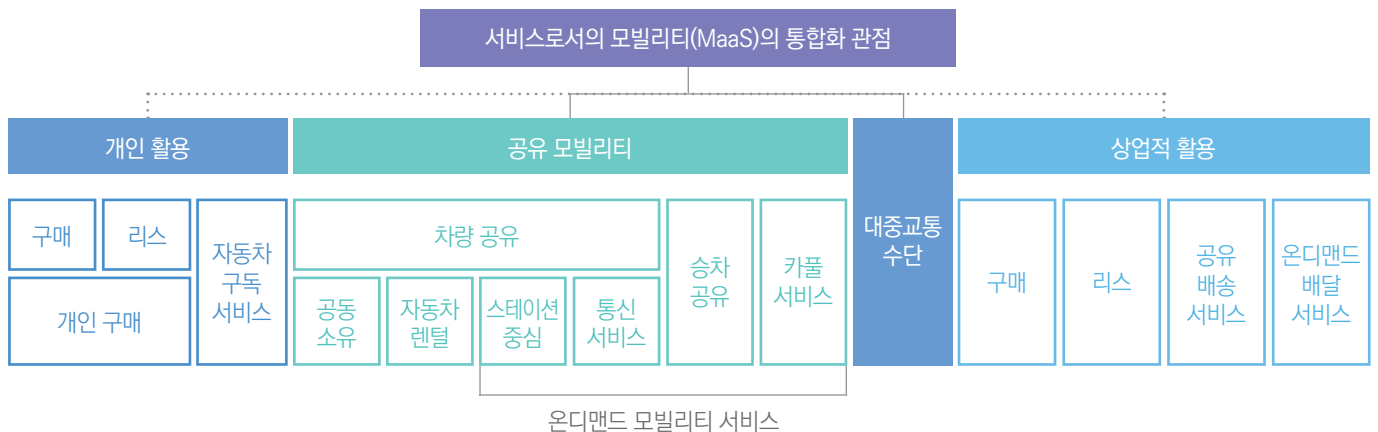 서비스로서의 모빌리티(MaaS)의 통합화 관점
개인 활용
공유 모빌리티
대중교통
수단
상업적 활용
구매
리스
개인 구매
자동차
구독
서비스
차량 공유
공동
소유
자동차
렌털
스테이션
중심
통신
서비스
승차
공유
카풀
서비스
구매
리스
공유
배송
서비스
온디맨드
배달
서비스
온디맨드 모빌리티 서비스